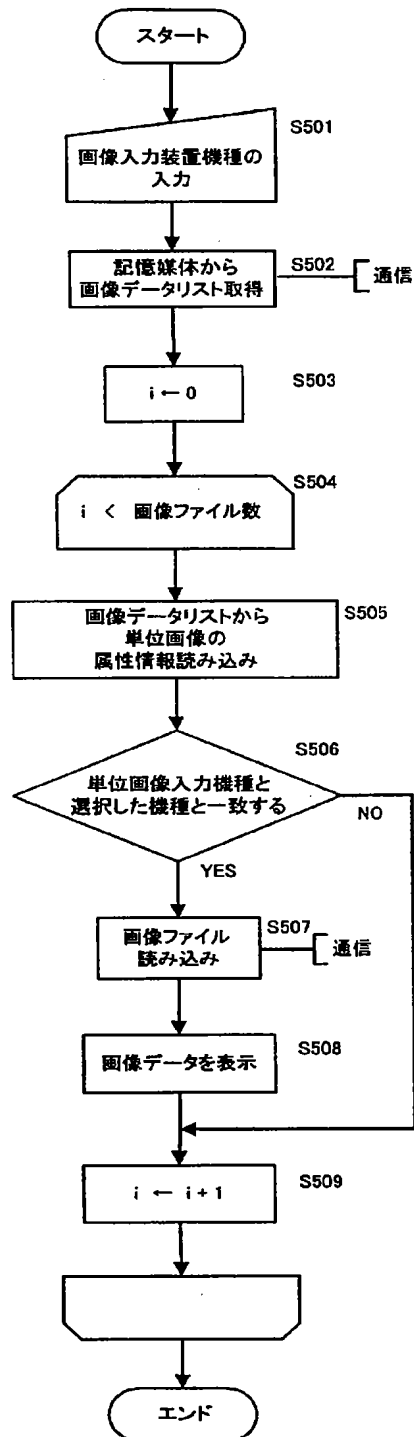 スタート
S501
画像入力装置機種の
入力
S502
記憶媒体から
画像データリスト取得
通信
S503
i ← 0
S504
i < 画像ファイル数
S505
画像データリストから
単位画像の
属性情報読み込み
S506
単位画像入力機種と
選択した機種と一致する
NO
YES
S507
画像ファイル
読み込み
通信
S508
画像データを表示
S509
i ← i + 1
エンド